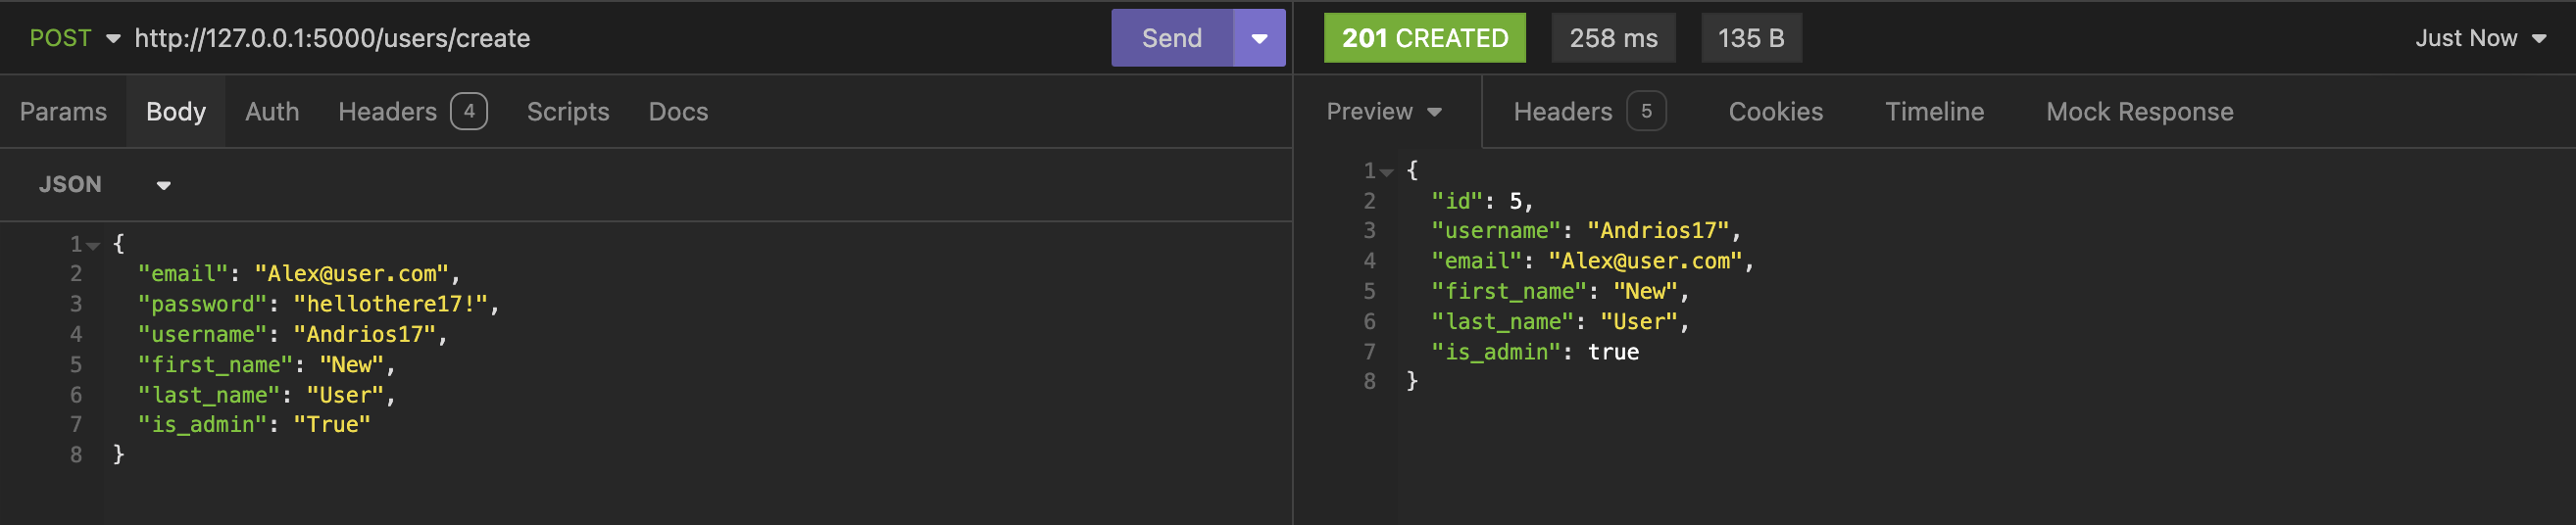 POST http://127.0.0.1:5000/users/create Send
Params Body Auth Headers 4 Scripts Docs
JSON
1 {
2 "email": "Alex@user.com",
3 "password": "hellothere17!",
4 "username": "Andrios17",
5 "first_name": "New",
6 "last_name": "User",
7 "is_admin": "True"
8 }
201 CREATED 258 ms 135 B Just Now
Preview Headers 5 Cookies Timeline Mock Response
1 {
2 "id": 5,
3 "username": "Andrios17",
4 "email": "Alex@user.com",
5 "first_name": "New",
6 "last_name": "User",
7 "is_admin": true
8 }